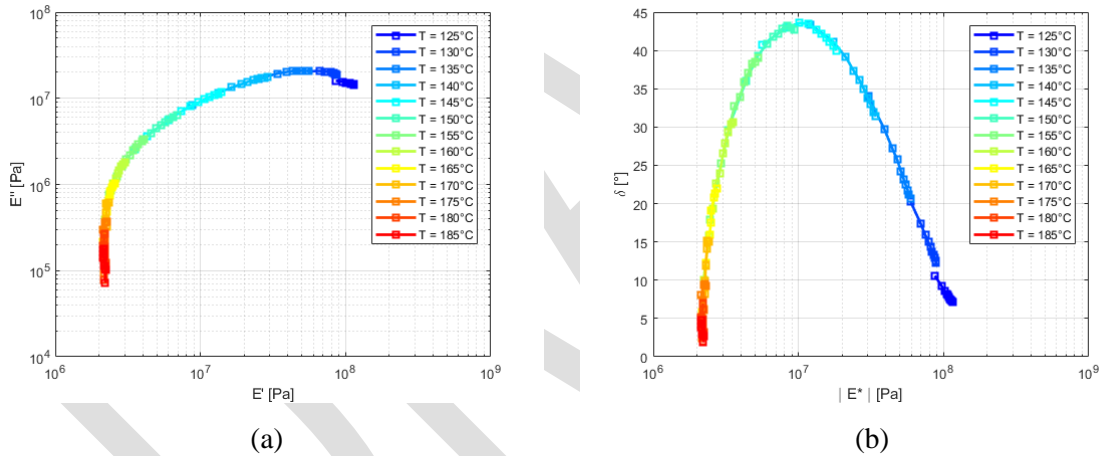 10^8
10^7
10^6
10^5
10^4
E'' [Pa]
T = 125°C
T = 130°C
T = 135°C
T = 140°C
T = 145°C
T = 150°C
T = 155°C
T = 160°C
T = 165°C
T = 170°C
T = 175°C
T = 180°C
T = 185°C
10^6 10^7 10^8 10^9
E' [Pa]
(a)
45
40
35
30
25
20
15
10
5
0
δ [°]
T = 125°C
T = 130°C
T = 135°C
T = 140°C
T = 145°C
T = 150°C
T = 155°C
T = 160°C
T = 165°C
T = 170°C
T = 175°C
T = 180°C
T = 185°C
10^6 10^7 10^8 10^9
| E* | [Pa]
(b)